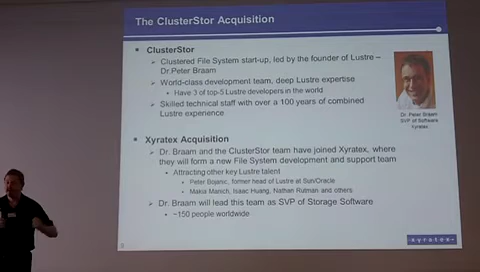 The ClusterStor Acquisition
ClusterStor
Clustered File System start-up, led by the founder of Lustre –
Dr.Peter Braam
World-class development team, deep Lustre expertise
Have 3 of top-5 Lustre developers in the world
Skilled technical staff with over a 100 years of combined
Lustre experience
Dr. Peter Braam
SVP of Software
Xyratex
Xyratex Acquisition
Dr. Braam and the ClusterStor team have joined Xyratex, where
they will form a new File System development and support team
Attracting other key Lustre talent
Peter Bojanic, former head of Lustre at Sun/Oracle
Isaac Huang, Nathan Rutman and others
Dr. Braam will lead this team as SVP of Storage Software
~150 people worldwide
xyratex